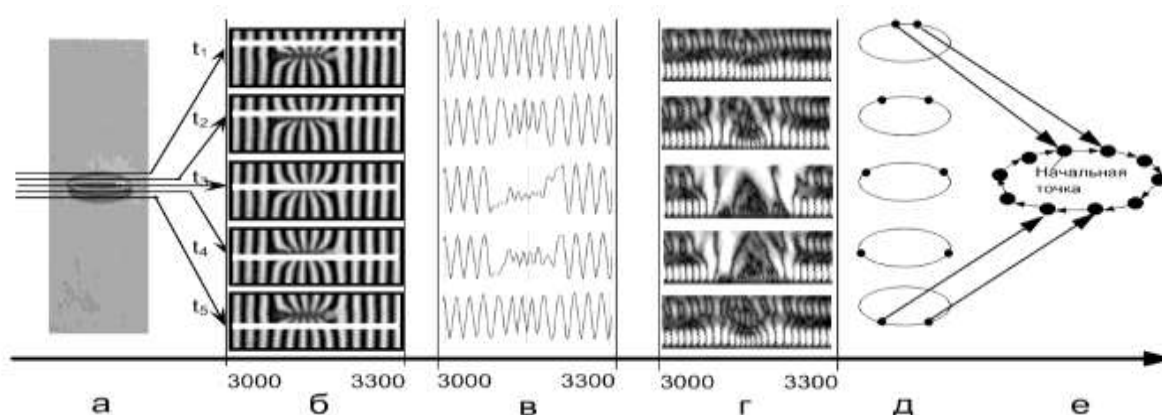 t₁
t₂
t₃
t₄
t₅
Начальная
точка
3000 3300
3000 3300
3000 3300
а б в г д е